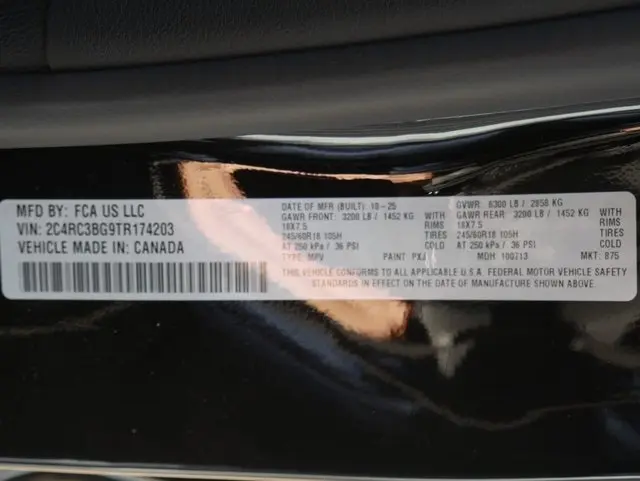 MFD BY: FCA US LLC
VIN: 2C4RC3BG9TR174203
VEHICLE MADE IN: CANADA
DATE OF MFR (BUILT): 10-25 GVWR: 6300 LB / 2858 KG
GAWR FRONT: 3200 LB / 1452 KG WITH GAWR REAR: 3200 LB / 1452 KG WITH
18X7.5 RIMS 18X7.5 RIMS
245/60R18 105H TIRES 245/60R18 105H TIRES
AT 250 kPa / 36 PSI COLD AT 250 kPa / 36 PSI COLD
TYPE: MPV PAINT: PXJ MDH: 100713 MKT: B75
THIS VEHICLE CONFORMS TO ALL APPLICABLE U.S.A. FEDERAL MOTOR VEHICLE SAFETY
STANDARDS IN EFFECT ON THE DATE OF MANUFACTURE SHOWN ABOVE.